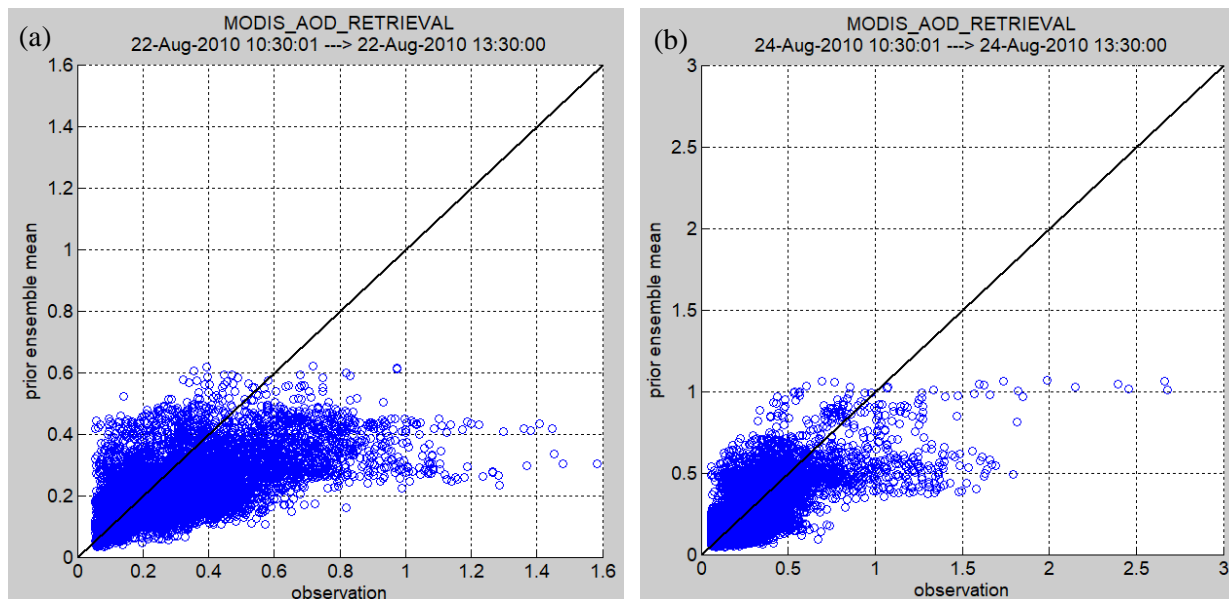 (a)
MODIS_AOD_RETRIEVAL
22-Aug-2010 10:30:01 ---> 22-Aug-2010 13:30:00
prior ensemble mean
1.6
1.4
1.2
1
0.8
0.6
0.4
0.2
0
0 0.2 0.4 0.6 0.8 1.0 1.2 1.4 1.6
observation
(b)
MODIS_AOD_RETRIEVAL
24-Aug-2010 10:30:01 ---> 24-Aug-2010 13:30:00
prior ensemble mean
3
2.5
2
1.5
1
0.5
0
0 0.5 1 1.5 2 2.5 3
observation